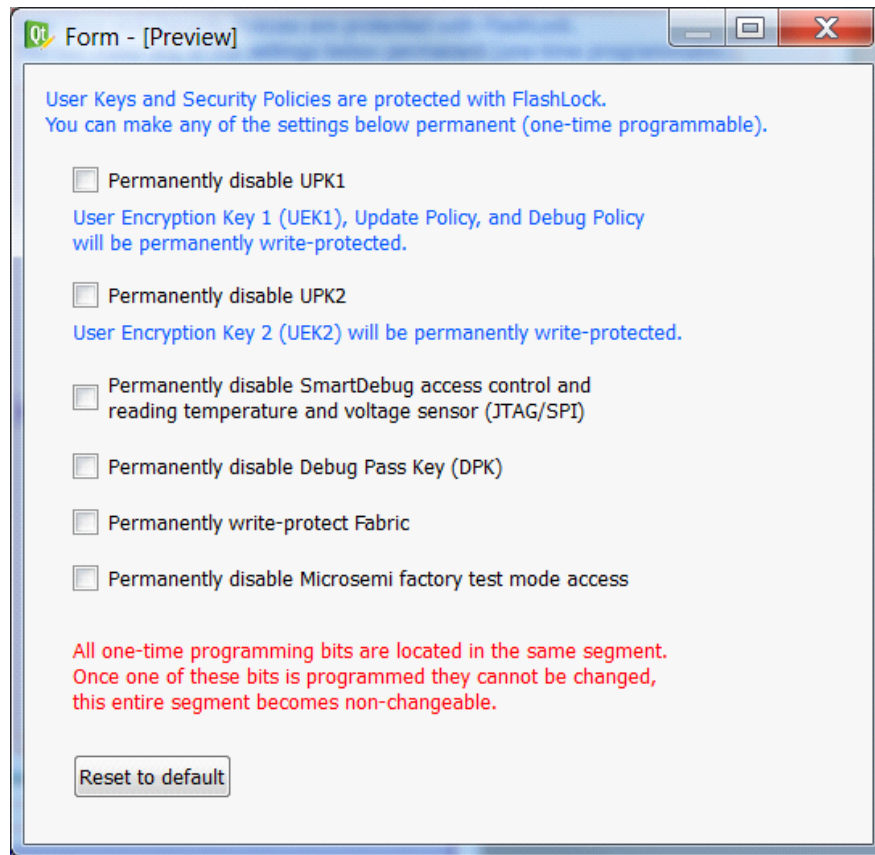 Qt Form - [Preview]
User Keys and Security Policies are protected with FlashLock.
You can make any of the settings below permanent (one-time programmable).
Permanently disable UPK1
User Encryption Key 1 (UEK1), Update Policy, and Debug Policy
will be permanently write-protected.
Permanently disable UPK2
User Encryption Key 2 (UEK2) will be permanently write-protected.
Permanently disable SmartDebug access control and
reading temperature and voltage sensor (JTAG/SPI)
Permanently disable Debug Pass Key (DPK)
Permanently write-protect Fabric
Permanently disable Microsemi factory test mode access
All one-time programming bits are located in the same segment.
Once one of these bits is programmed they cannot be changed,
this entire segment becomes non-changeable.
Reset to default